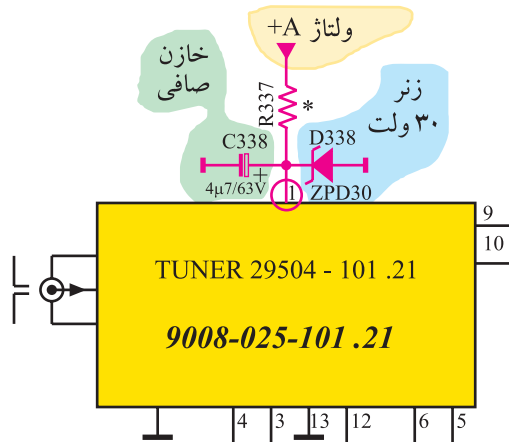 ولتاژ A+
خازن
صافی
زنر
۳۰ ولت
R337
*
C338
4µ7/63V
+
D338
ZPD30
1
9
10
TUNER 29504 - 101 .21
9008-025-101 .21
4
3
13
12
6
5